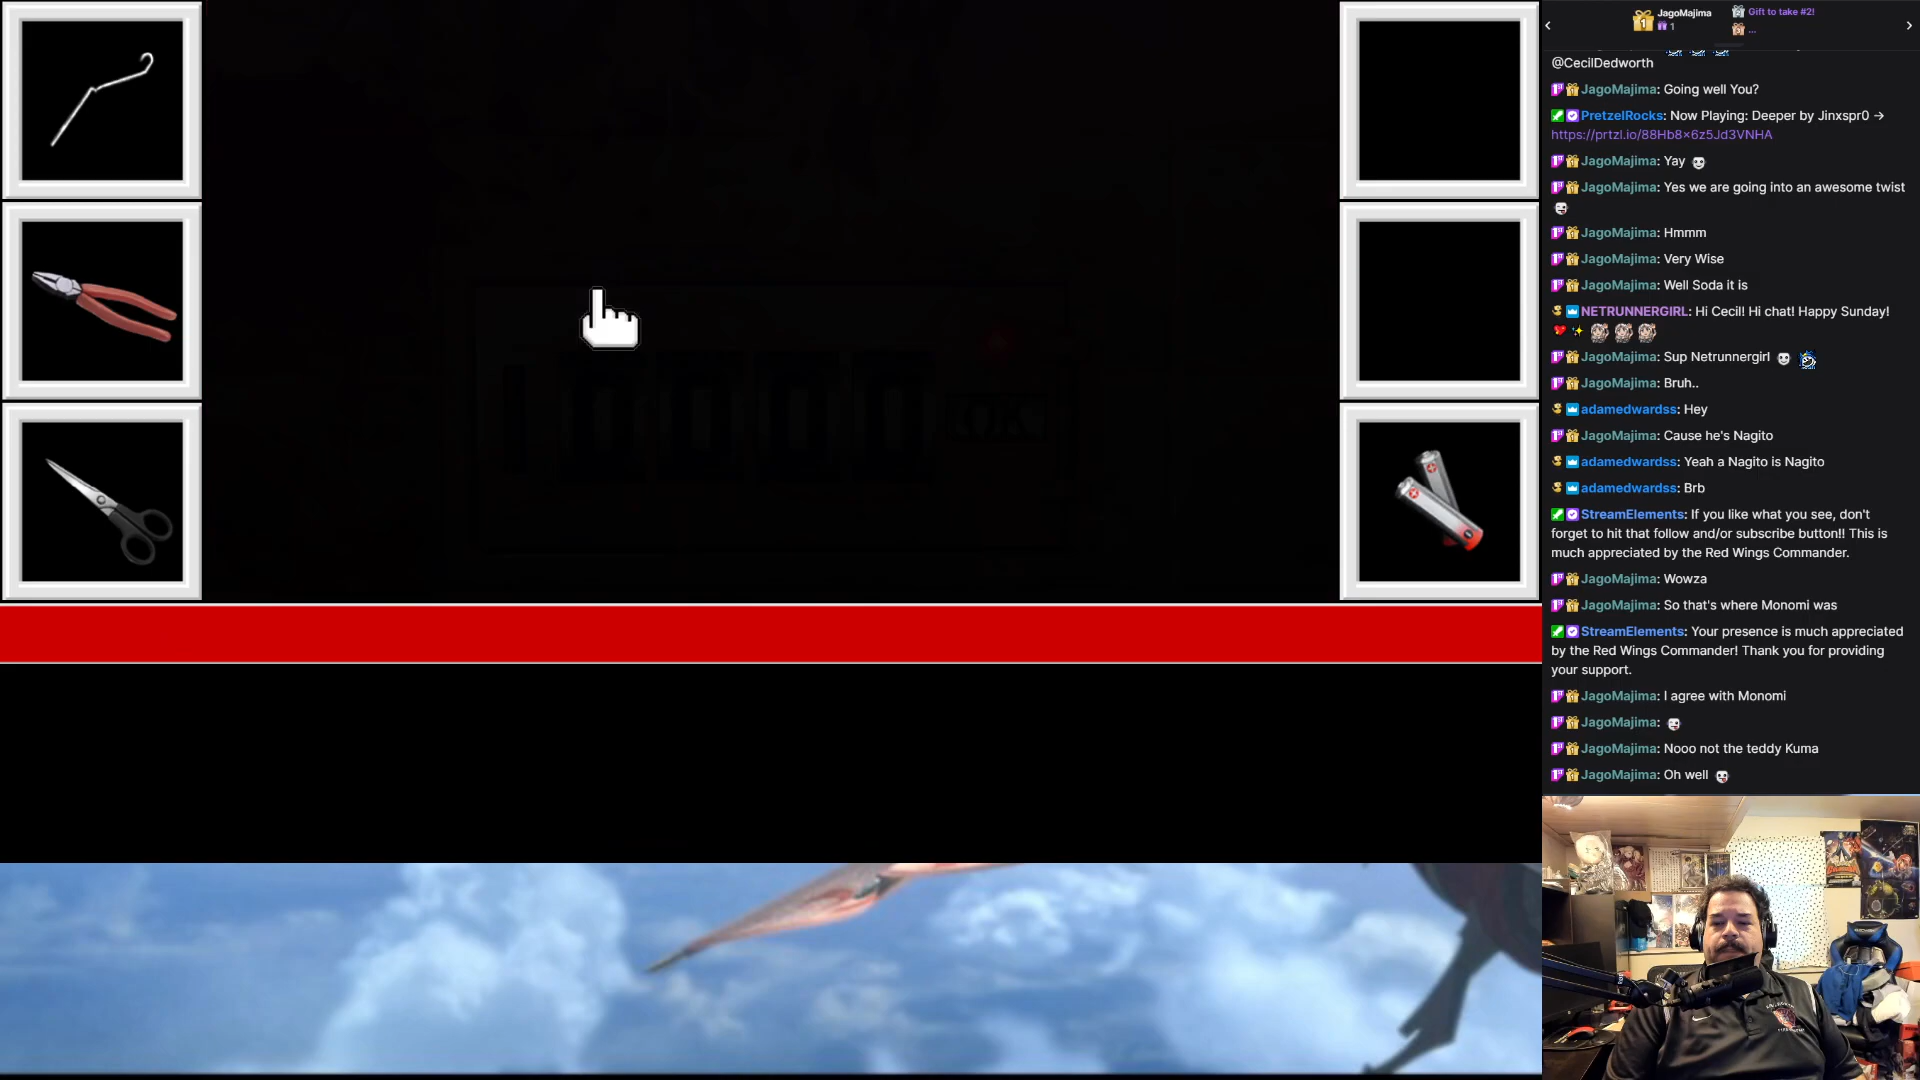 JagoMajima
1
1
Gift to take #2!
...
@CecilDedworth
JagoMajima: Going well You?
PretzelRocks: Now Playing: Deeper by Jinxspr0 →
https://prtzl.io/88Hb8x6z5Jd3VNHA
JagoMajima: Yay
JagoMajima: Yes we are going into an awesome twist
JagoMajima: Hmmm
JagoMajima: Very Wise
JagoMajima: Well Soda it is
NETRUNNERGIRL: Hi Cecil! Hi chat! Happy Sunday!
JagoMajima: Sup Netrunnergirl
JagoMajima: Bruh..
adamedwardss: Hey
JagoMajima: Cause he's Nagito
adamedwardss: Yeah a Nagito is Nagito
adamedwardss: Brb
StreamElements: If you like what you see, don't
forget to hit that follow and/or subscribe button!! This is
much appreciated by the Red Wings Commander.
JagoMajima: Wowza
JagoMajima: So that's where Monomi was
StreamElements: Your presence is much appreciated
by the Red Wings Commander! Thank you for providing
your support.
JagoMajima: I agree with Monomi
JagoMajima:
JagoMajima: Nooo not the teddy Kuma
JagoMajima: Oh well